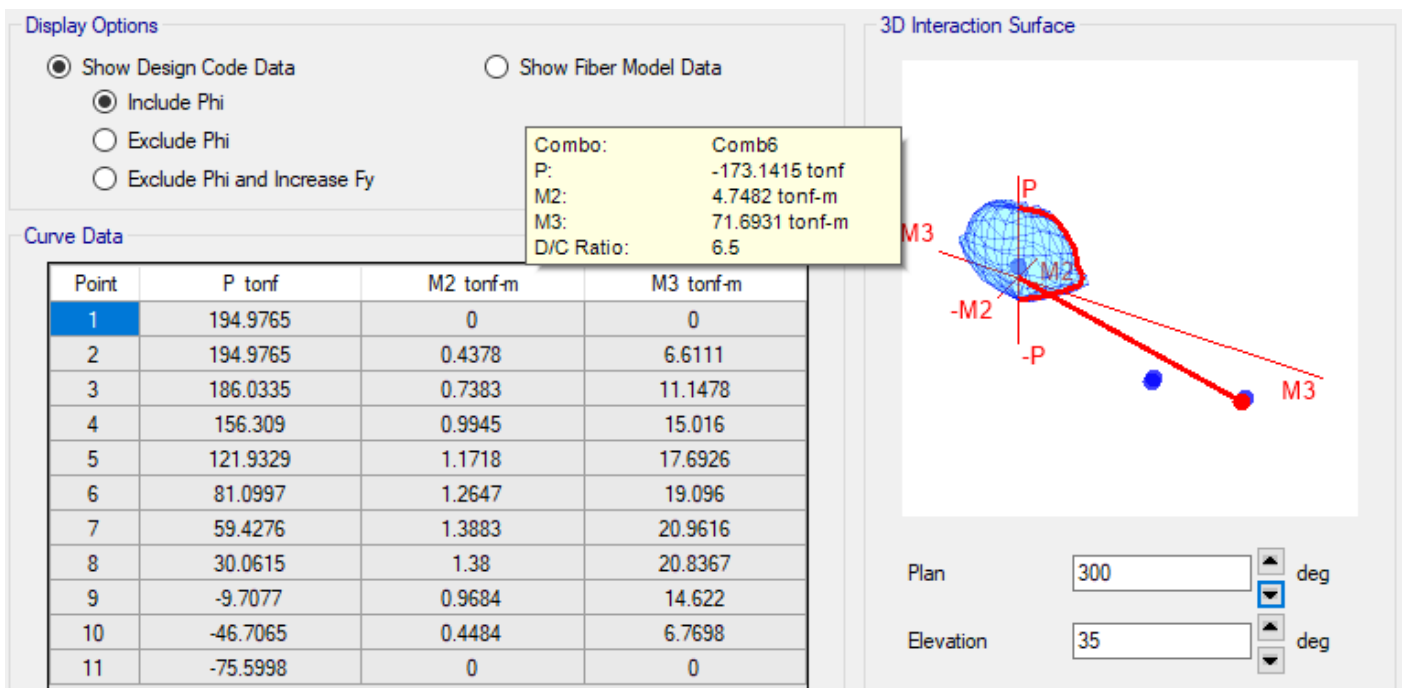 Display Options
Show Design Code Data
Show Fiber Model Data
Include Phi
Exclude Phi
Exclude Phi and Increase Fy
Combo: Comb6
P: -173.1415 tonf
M2: 4.7482 tonf-m
M3: 71.6931 tonf-m
D/C Ratio: 6.5
Curve Data
Point P tonf M2 tonf-m M3 tonf-m
1 194.9765 0 0
2 194.9765 0.4378 6.6111
3 186.0335 0.7383 11.1478
4 156.309 0.9945 15.016
5 121.9329 1.1718 17.6926
6 81.0997 1.2647 19.096
7 59.4276 1.3883 20.9616
8 30.0615 1.38 20.8367
9 -9.7077 0.9684 14.622
10 -46.7065 0.4484 6.7698
11 -75.5998 0 0
3D Interaction Surface
P
M3
M2
-M2
-P
M3
Plan 300 deg
Elevation 35 deg